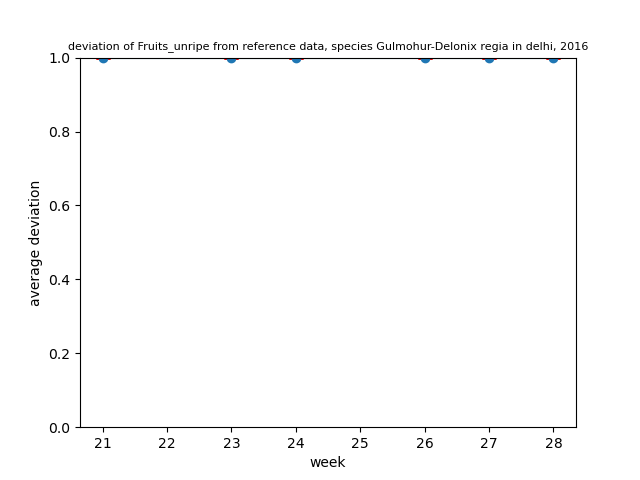 deviation of Fruits_unripe from reference data, species Gulmohur-Delonix regia in delhi, 2016
1.0
0.8
0.6
0.4
0.2
0.0
average deviation
21 22 23 24 25 26 27 28
week